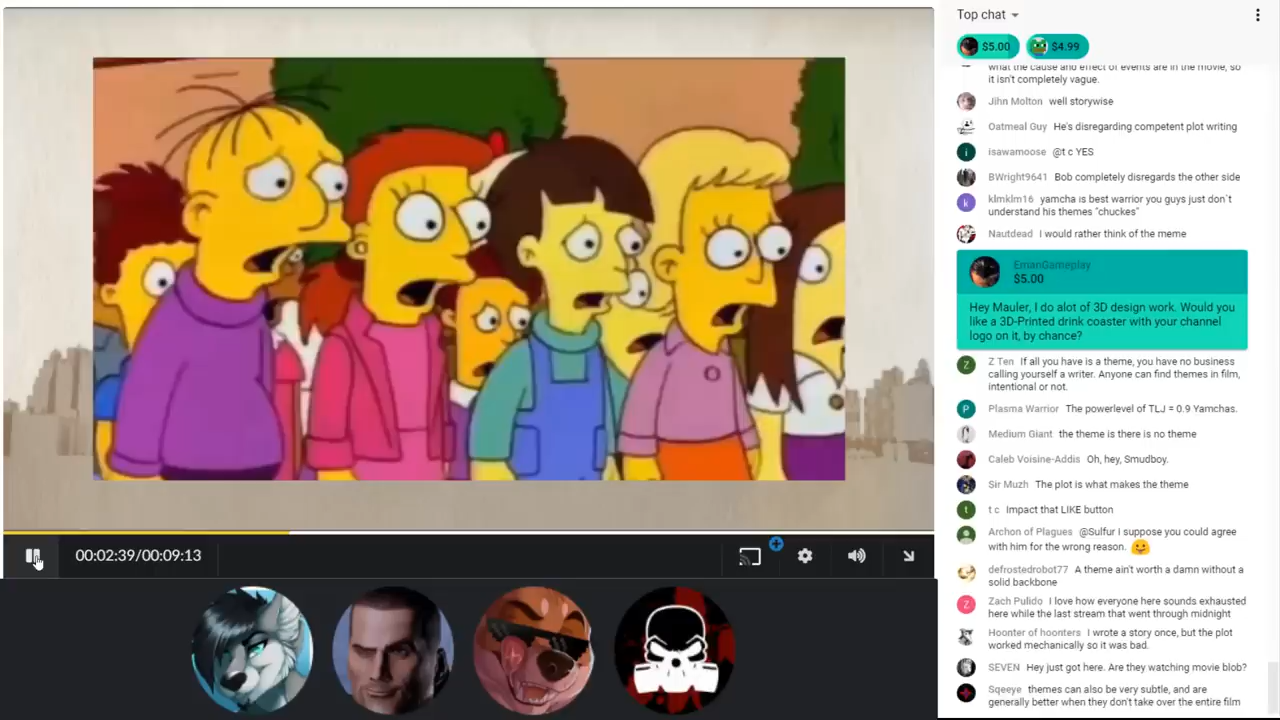 Top chat
$5.00
$4.99
what the cause and effect of events are in the movie, so
it isn't completely vague.
Jihn Molton well storywise
Oatmeal Guy He's disregarding competent plot writing
isawamoose @t c YES
BWright9641 Bob completely disregards the other side
klmklm16 yamcha is best warrior you guys just don´t
understand his themes "chuckes"
Nautdead I would rather think of the meme
EmanGameplay
$5.00
Hey Mauler, I do alot of 3D design work. Would you
like a 3D-Printed drink coaster with your channel
logo on it, by chance?
Z Ten If all you have is a theme, you have no business
calling yourself a writer. Anyone can find themes in film,
intentional or not.
Plasma Warrior The powerlevel of TLJ = 0.9 Yamchas.
Medium Giant the theme is there is no theme
Caleb Voisine-Addis Oh, hey, Smudboy.
Sir Muzh The plot is what makes the theme
t c Impact that LIKE button
Archon of Plagues @Sulfur I suppose you could agree
with him for the wrong reason.
defrostedrobot77 A theme ain't worth a damn without a
solid backbone
Zach Pulido I love how everyone here sounds exhausted
here while the last stream that went through midnight
Hoonter of hoonters I wrote a story once, but the plot
worked mechanically so it was bad.
SEVEN Hey just got here. Are they watching movie blob?
Sqeeye themes can also be very subtle, and are
generally better when they don't take over the entire film
00:02:39/00:09:13